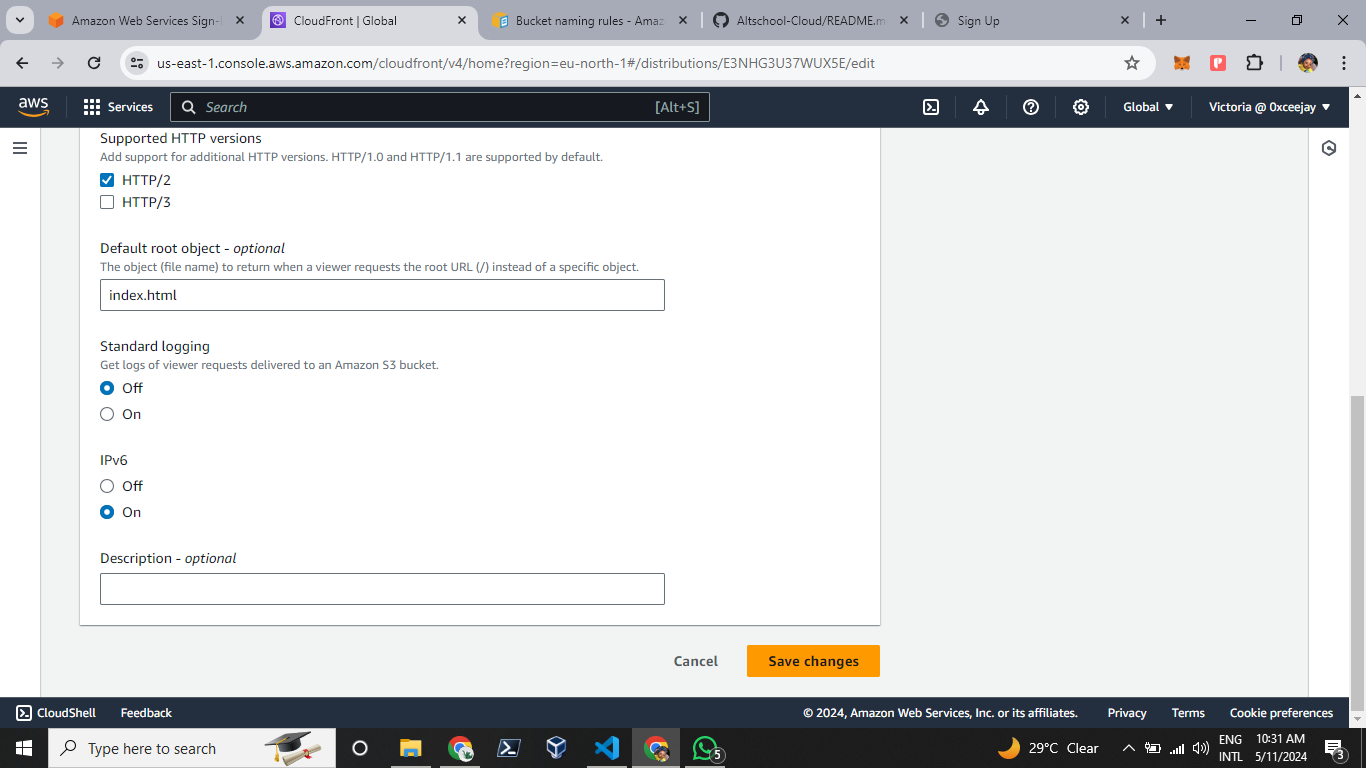 Amazon Web Services Sign-I
CloudFront | Global
Bucket naming rules - Amaz
Altschool-Cloud/README.m
Sign Up
us-east-1.console.aws.amazon.com/cloudfront/v4/home?region=eu-north-1#/distributions/E3NHG3U37WUX5E/edit
aws
Services
Search
[Alt+S]
Global
Victoria @ 0xceejay
Supported HTTP versions
Add support for additional HTTP versions. HTTP/1.0 and HTTP/1.1 are supported by default.
HTTP/2
HTTP/3
Default root object - optional
The object (file name) to return when a viewer requests the root URL (/) instead of a specific object.
index.html
Standard logging
Get logs of viewer requests delivered to an Amazon S3 bucket.
Off
On
IPv6
Off
On
Description - optional
Cancel
Save changes
CloudShell
Feedback
© 2024, Amazon Web Services, Inc. or its affiliates.
Privacy
Terms
Cookie preferences
Type here to search
5
29°C Clear
ENG
INTL
10:31 AM
5/11/2024
3